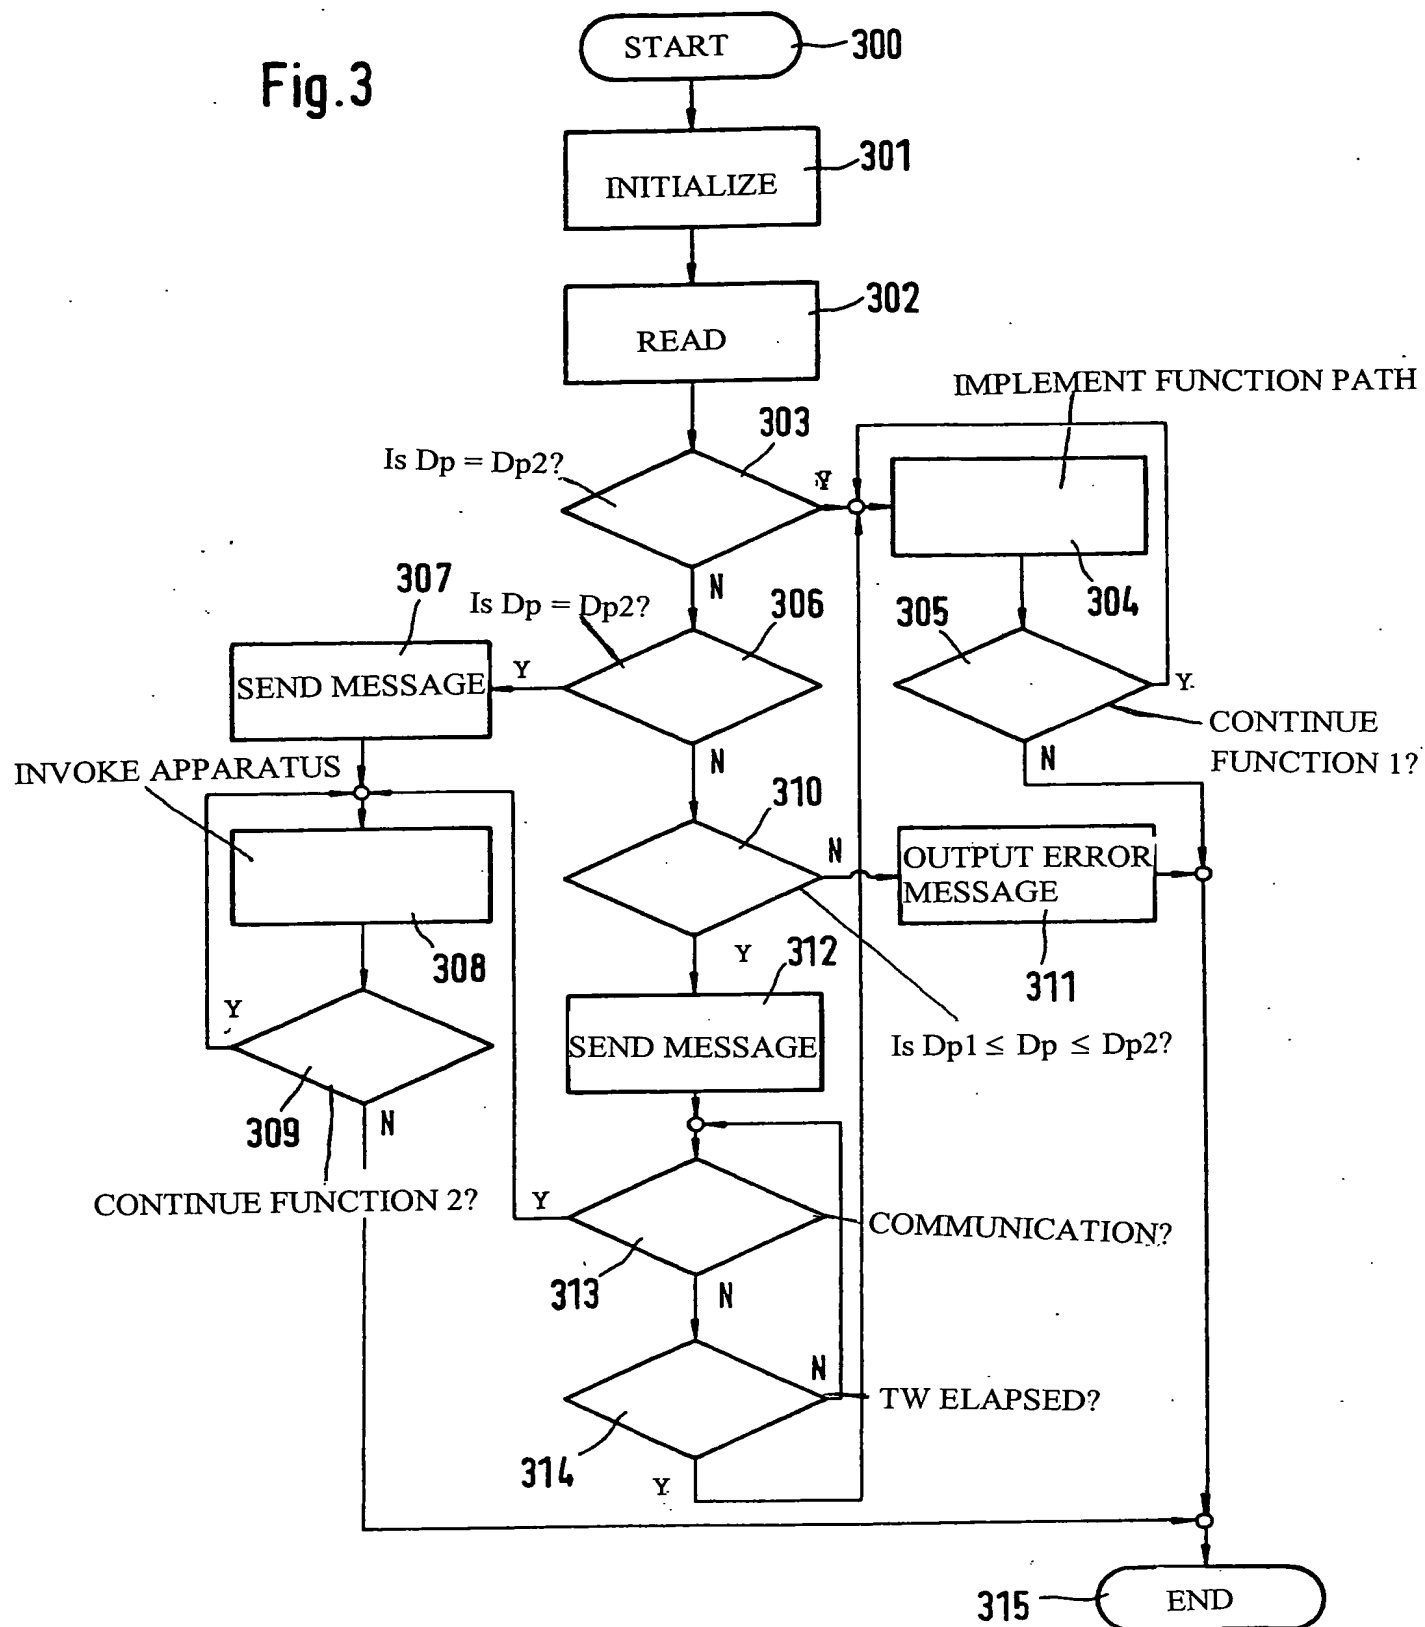 Fig.3
START
300
INITIALIZE
301
READ
302
IMPLEMENT FUNCTION PATH
303
Is Dp = Dp2?
Y
304
N
307
Is Dp = Dp2?
306
305
SEND MESSAGE
Y
Y
CONTINUE
FUNCTION 1?
N
N
INVOKE APPARATUS
310
N
OUTPUT ERROR
MESSAGE
308
Y
312
311
Y
SEND MESSAGE
Is Dp1 ≤ Dp ≤ Dp2?
309
N
CONTINUE FUNCTION 2?
Y
COMMUNICATION?
313
N
N
TW ELAPSED?
314
Y
315
END